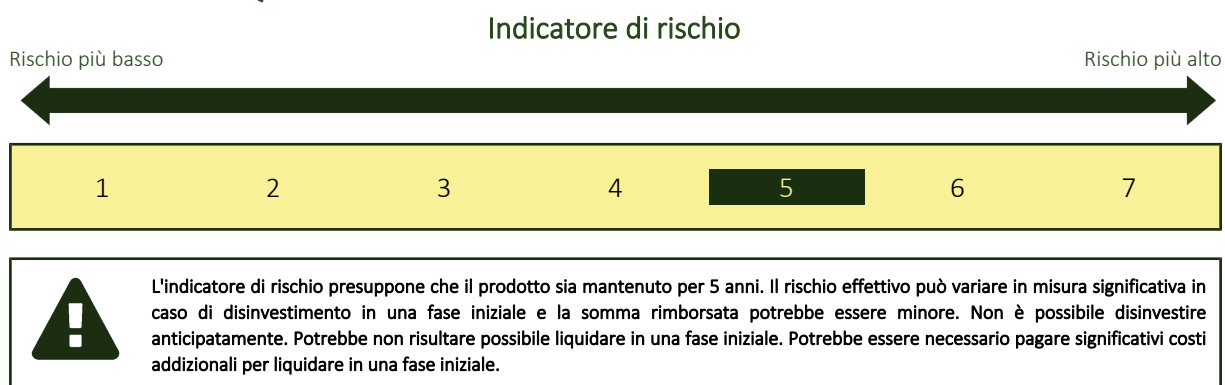 Indicatore di rischio
Rischio più basso
Rischio più alto
1 2 3 4 5 6 7
L'indicatore di rischio presuppone che il prodotto sia mantenuto per 5 anni. Il rischio effettivo può variare in misura significativa in
caso di disinvestimento in una fase iniziale e la somma rimborsata potrebbe essere minore. Non è possibile disinvestire
anticipatamente. Potrebbe non risultare possibile liquidare in una fase iniziale. Potrebbe essere necessario pagare significativi costi
addizionali per liquidare in una fase iniziale.